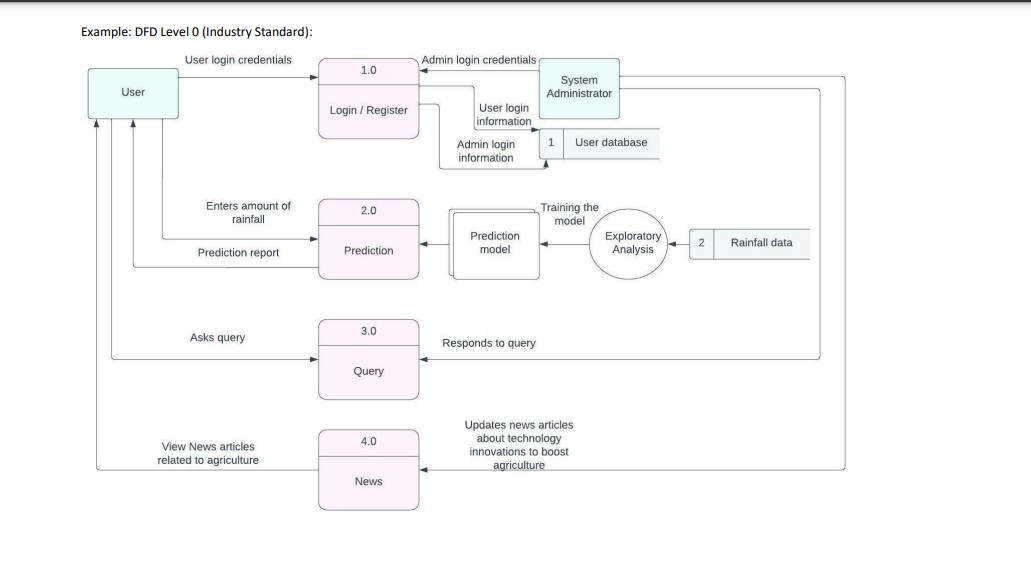 Example: DFD Level 0 (Industry Standard):
User login credentials
Admin login credentials
1.0
System
Administrator
User
Login / Register
User login
information
1
User database
Admin login
information
Enters amount of
rainfall
2.0
Training the
model
Prediction
model
Exploratory
Analysis
2
Rainfall data
Prediction report
Prediction
3.0
Asks query
Responds to query
Query
Updates news articles
about technology
innovations to boost
agriculture
4.0
View News articles
related to agriculture
News